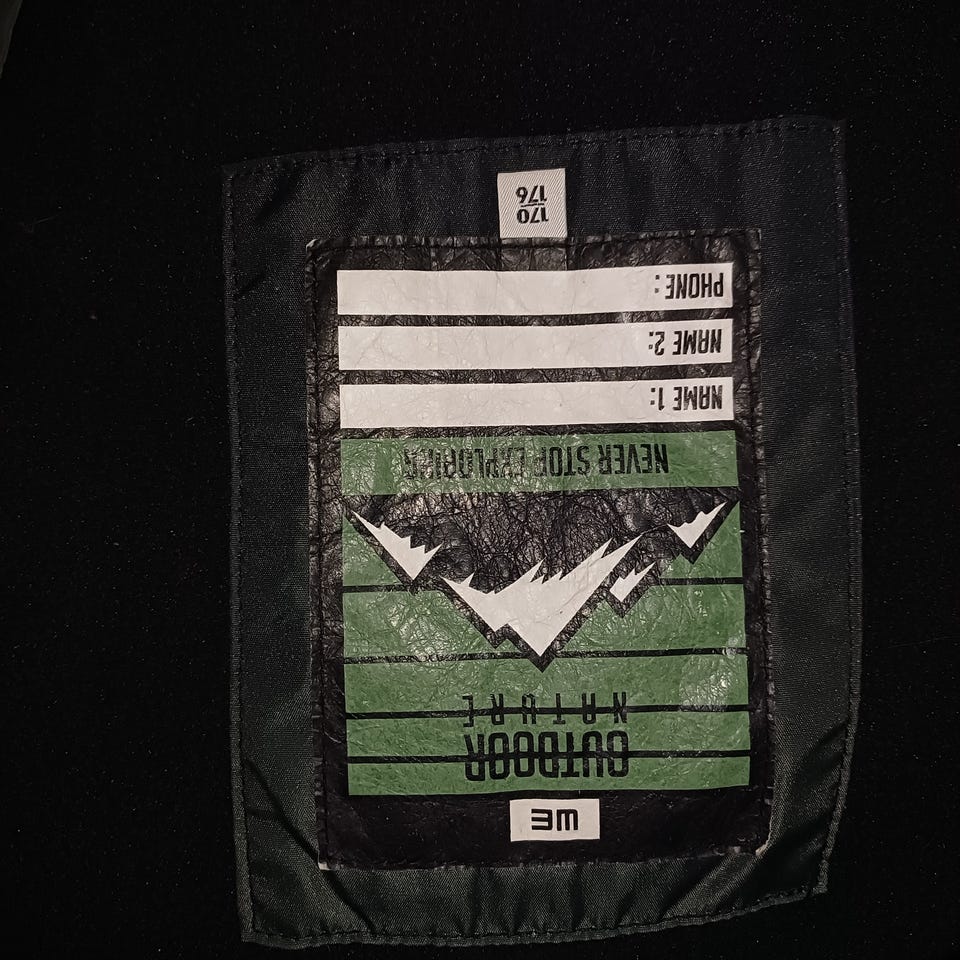 WE
OUTDOOR
NATURE
NEVER STOP EXPLORING
NAME 1:
NAME 2:
PHONE:
170
176